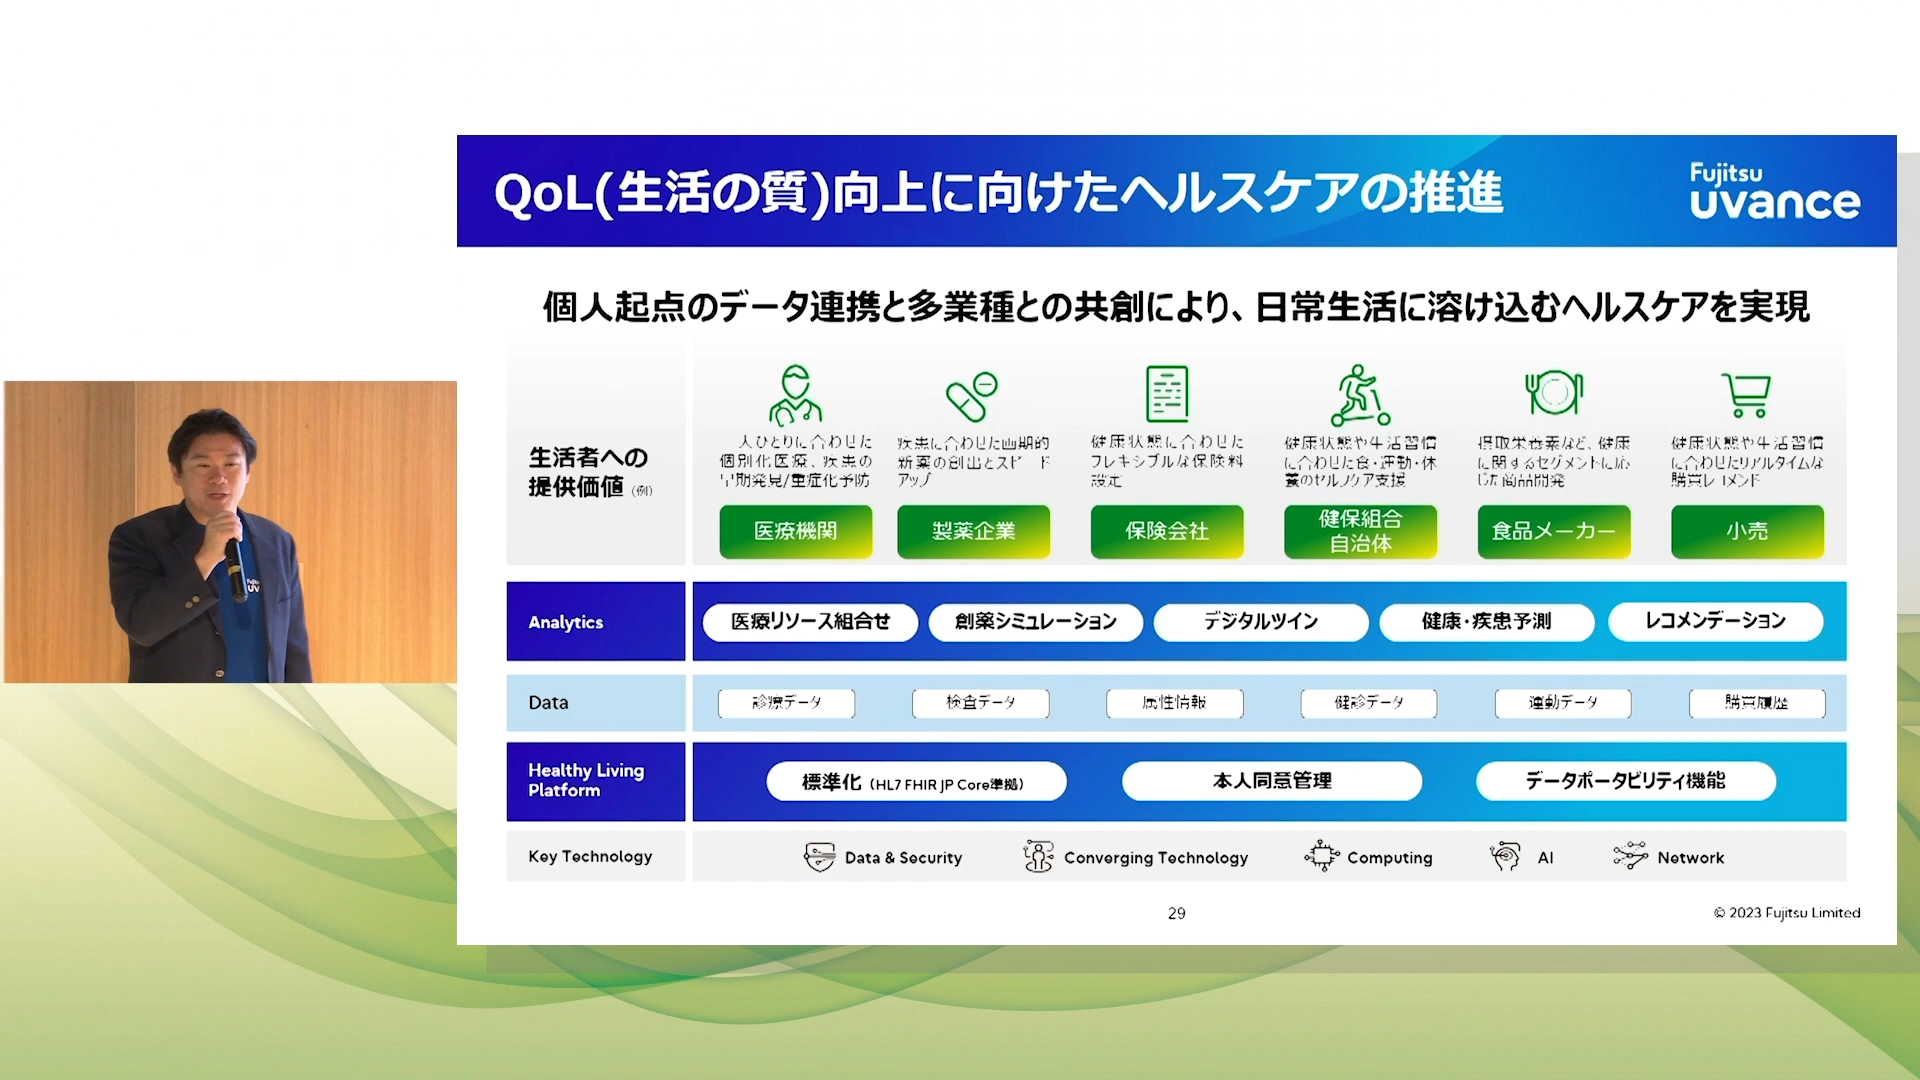 QoL(生活の質)向上に向けたヘルスケアの推進
Fujitsu
uvance
個人起点のデータ連携と多業種との共創により、日常生活に溶け込むヘルスケアを実現
生活者への
提供価値 (例)
一人ひとりに合わせた
個別化医療、疾患の
早期発見/重症化予防
疾患に合わせた画期的
新薬の創出とスピード
アップ
健康状態に合わせた
フレキシブルな保険料
設定
健康状態や生活習慣
に合わせた食・運動・休
養のセルフケア支援
摂取栄養素など、健康
に関するセグメントに応
じた商品開発
健康状態や生活習慣
に合わせたリアルタイムな
購買レコメンド
医療機関
製薬企業
保険会社
健保組合
自治体
食品メーカー
小売
Analytics
医療リソース組合せ
創薬シミュレーション
デジタルツイン
健康・疾患予測
レコメンデーション
Data
診療データ
検査データ
属性情報
健診データ
運動データ
購買履歴
Healthy Living
Platform
標準化（HL7 FHIR JP Core準拠）
本人同意管理
データポータビリティ機能
Key Technology
Data & Security
Converging Technology
Computing
AI
Network
29
© 2023 Fujitsu Limited
Fujitsu
uv